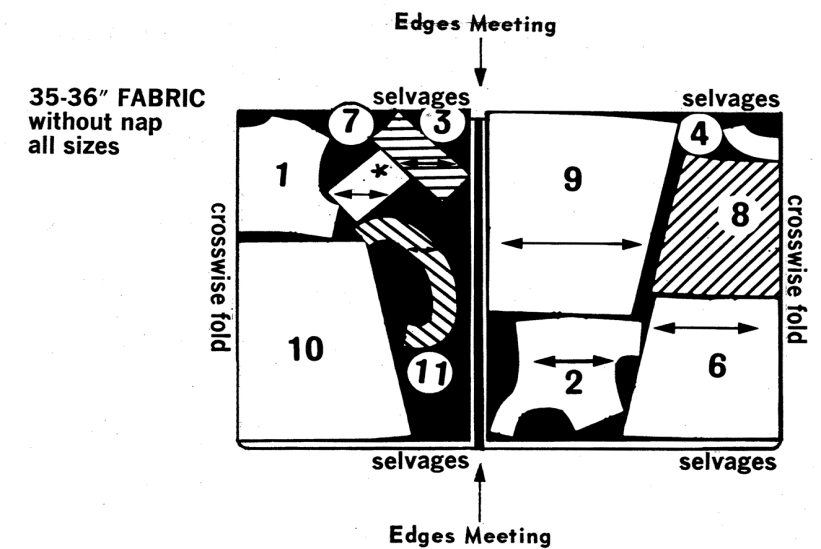 Edges Meeting
35-36" FABRIC
without nap
all sizes
selvages
selvages
7
3
4
1
*
9
8
crosswise fold
crosswise fold
10
11
2
6
selvages
selvages
Edges Meeting